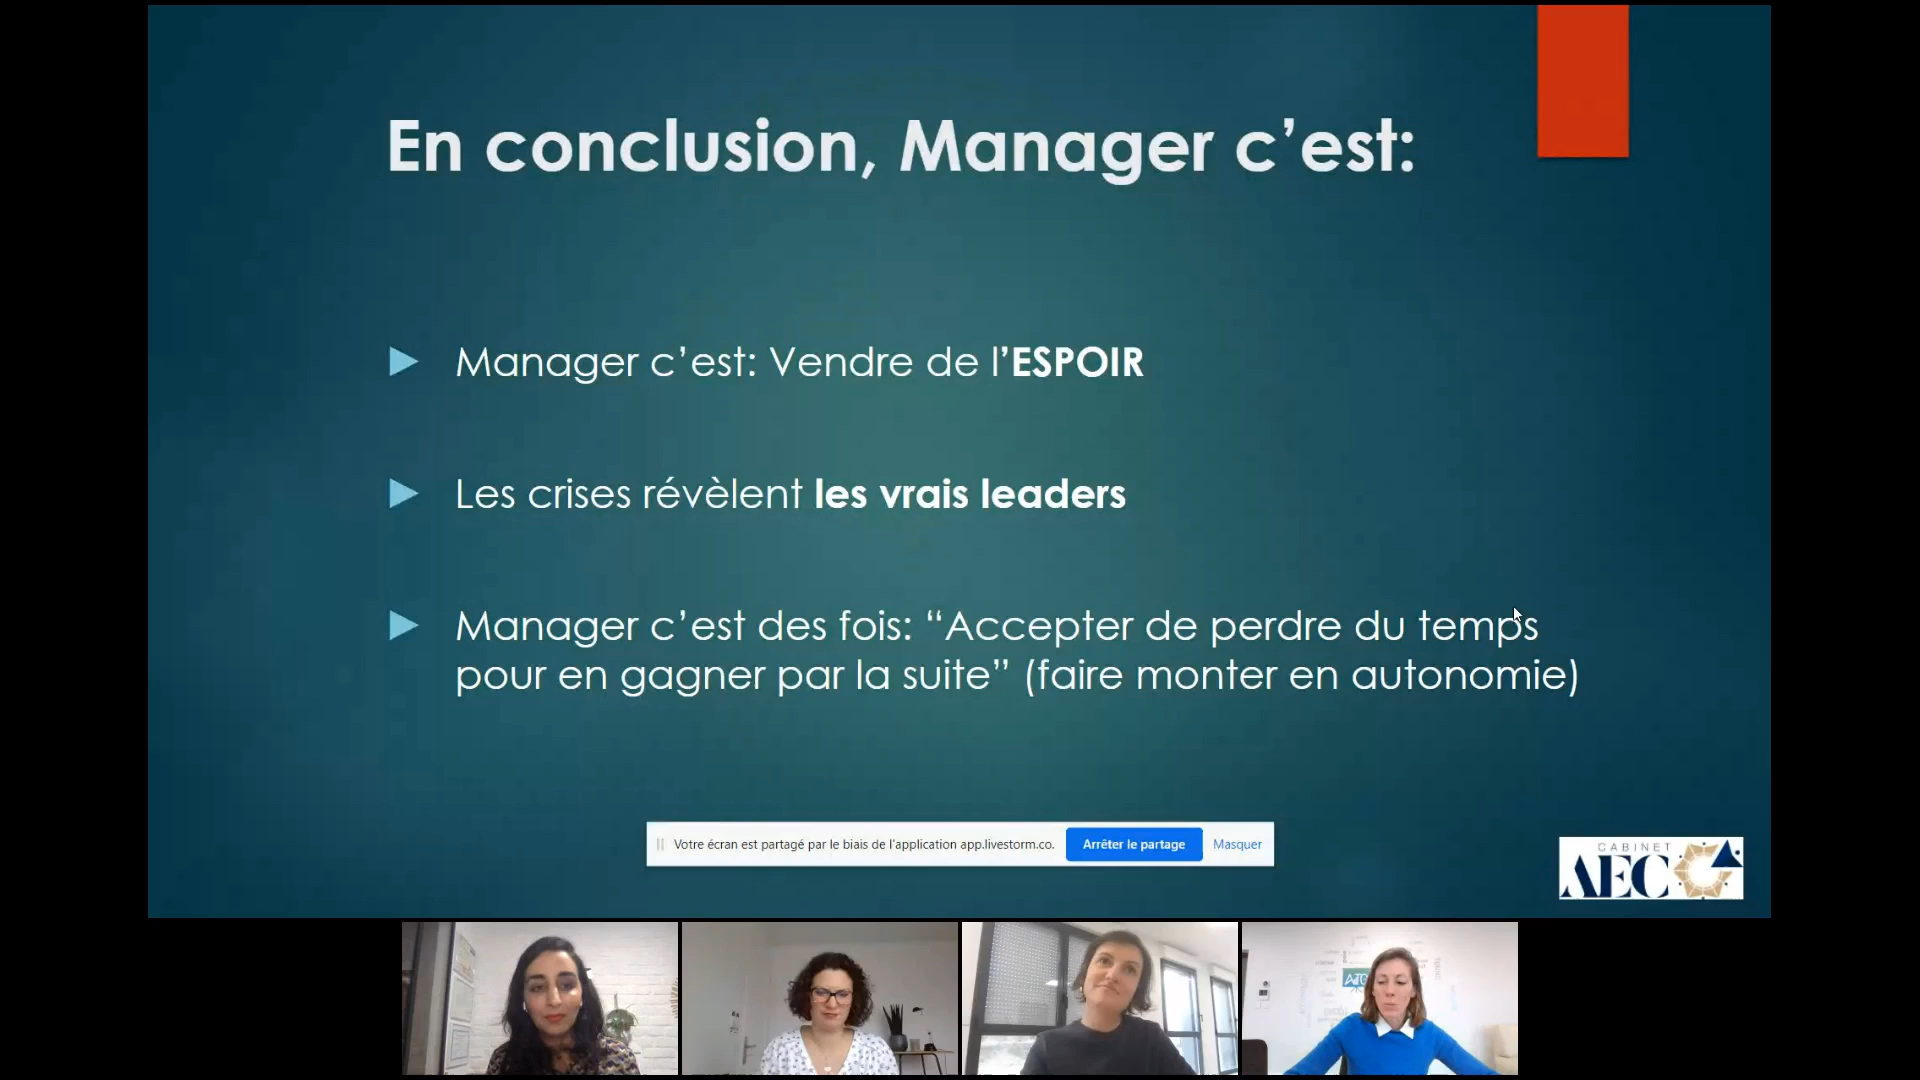 En conclusion, Manager c’est:
Manager c’est: Vendre de l’ESPOIR
Les crises révèlent les vrais leaders
Manager c’est des fois: “Accepter de perdre du temps
pour en gagner par la suite” (faire monter en autonomie)
Votre écran est partagé par le biais de l'application app.livestorm.co.
Arrêter le partage
Masquer
CABINET
AEC